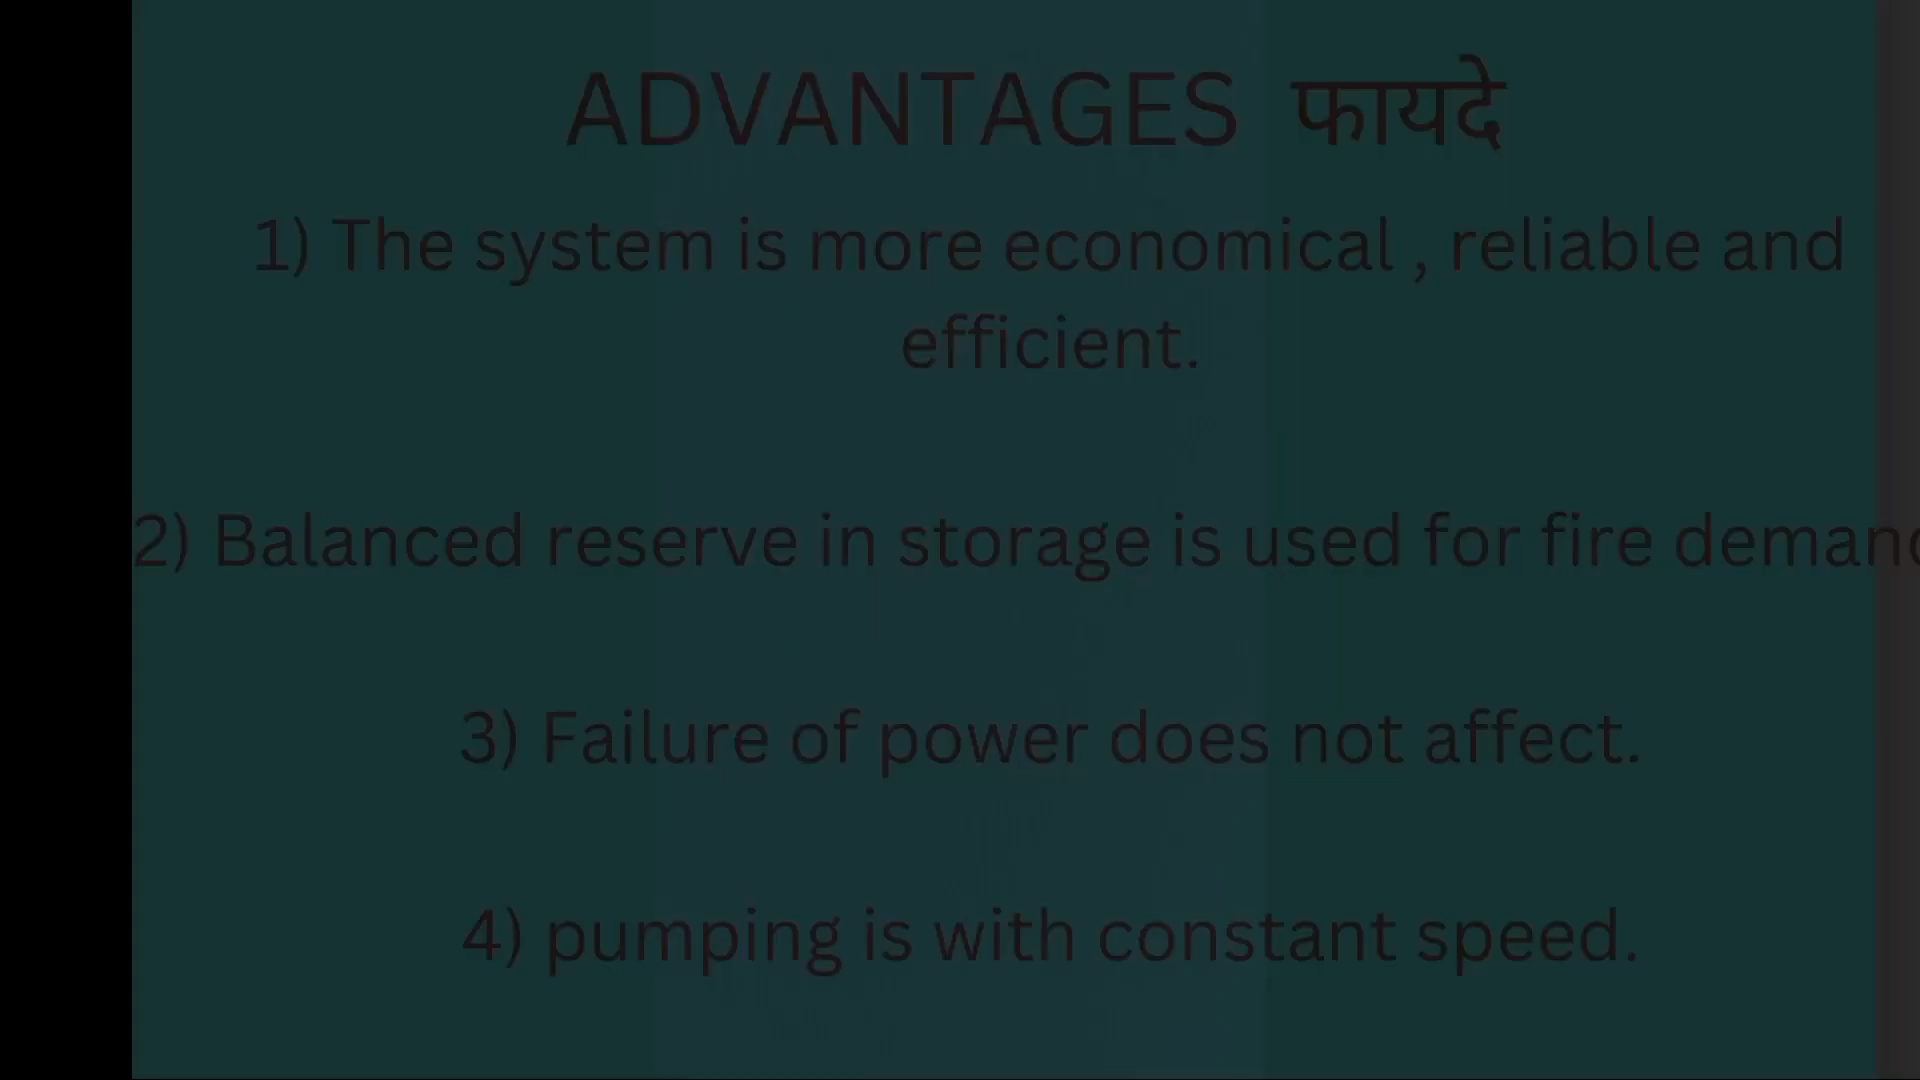 ADVANTAGES फायदे
1) The system is more economical , reliable and
efficient.
2) Balanced reserve in storage is used for fire deman
3) Failure of power does not affect.
4) pumping is with constant speed.